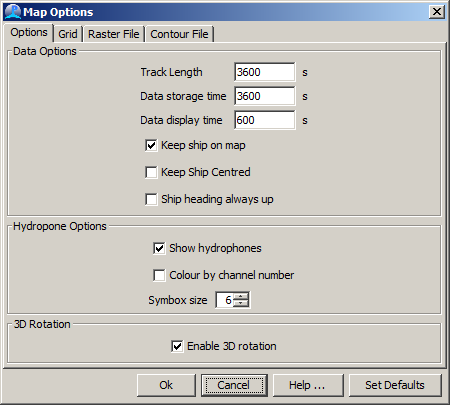 Map Options
Options Grid Raster File Contour File
Data Options
Track Length 3600 s
Data storage time 3600 s
Data display time 600 s
Keep ship on map
Keep Ship Centred
Ship heading always up
Hydropone Options
Show hydrophones
Colour by channel number
Symbox size 6
3D Rotation
Enable 3D rotation
Ok Cancel Help ... Set Defaults